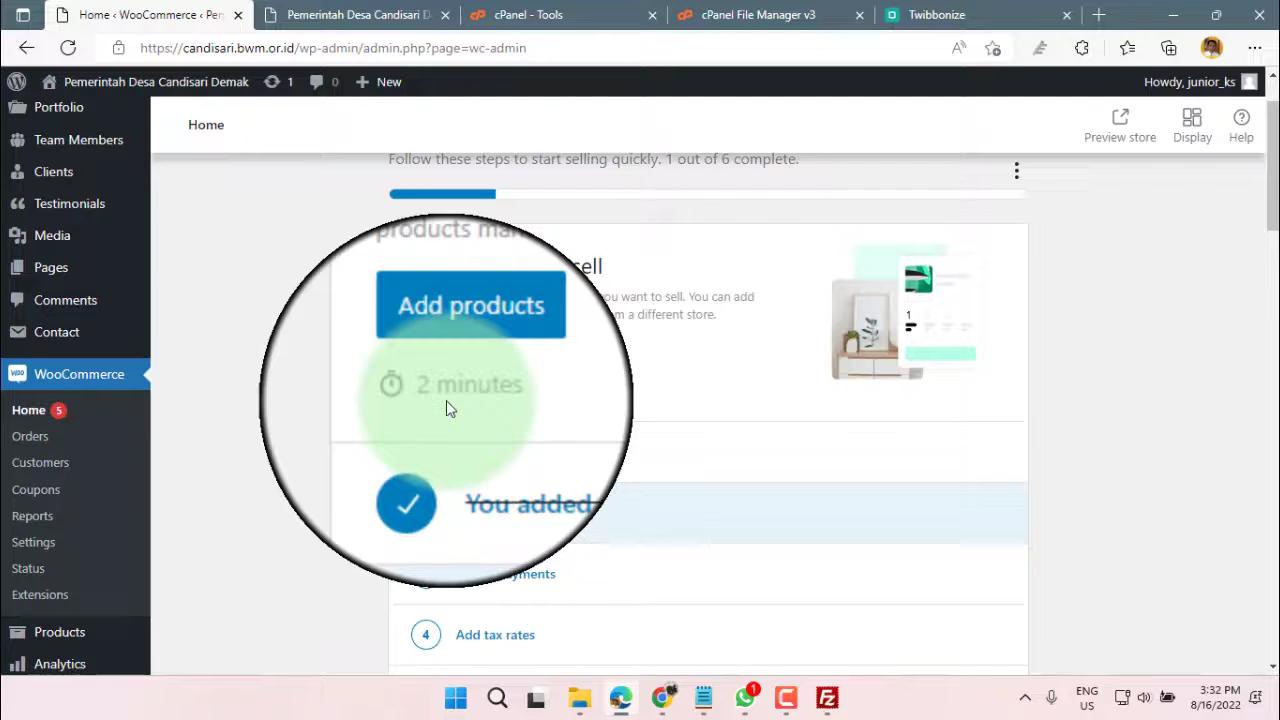 Home < WooCommerce < Pem
Pemerintah Desa Candisari D
cPanel - Tools
cPanel File Manager v3
Twibbonize
https://candisari.bwm.or.id/wp-admin/admin.php?page=wc-admin
Pemerintah Desa Candisari Demak
1
0
New
Howdy, junior_ks
Portfolio
Team Members
Clients
Testimonials
Media
Pages
Comments
Contact
WooCommerce
Home 5
Orders
Customers
Coupons
Reports
Settings
Status
Extensions
Products
Analytics
Home
Preview store
Display
Help
Follow these steps to start selling quickly. 1 out of 6 complete.
products
sell
you want to sell. You can add
from a different store.
Add products
2 minutes
You added
4 Add tax rates
1
1
ENG
US
3:32 PM
8/16/2022